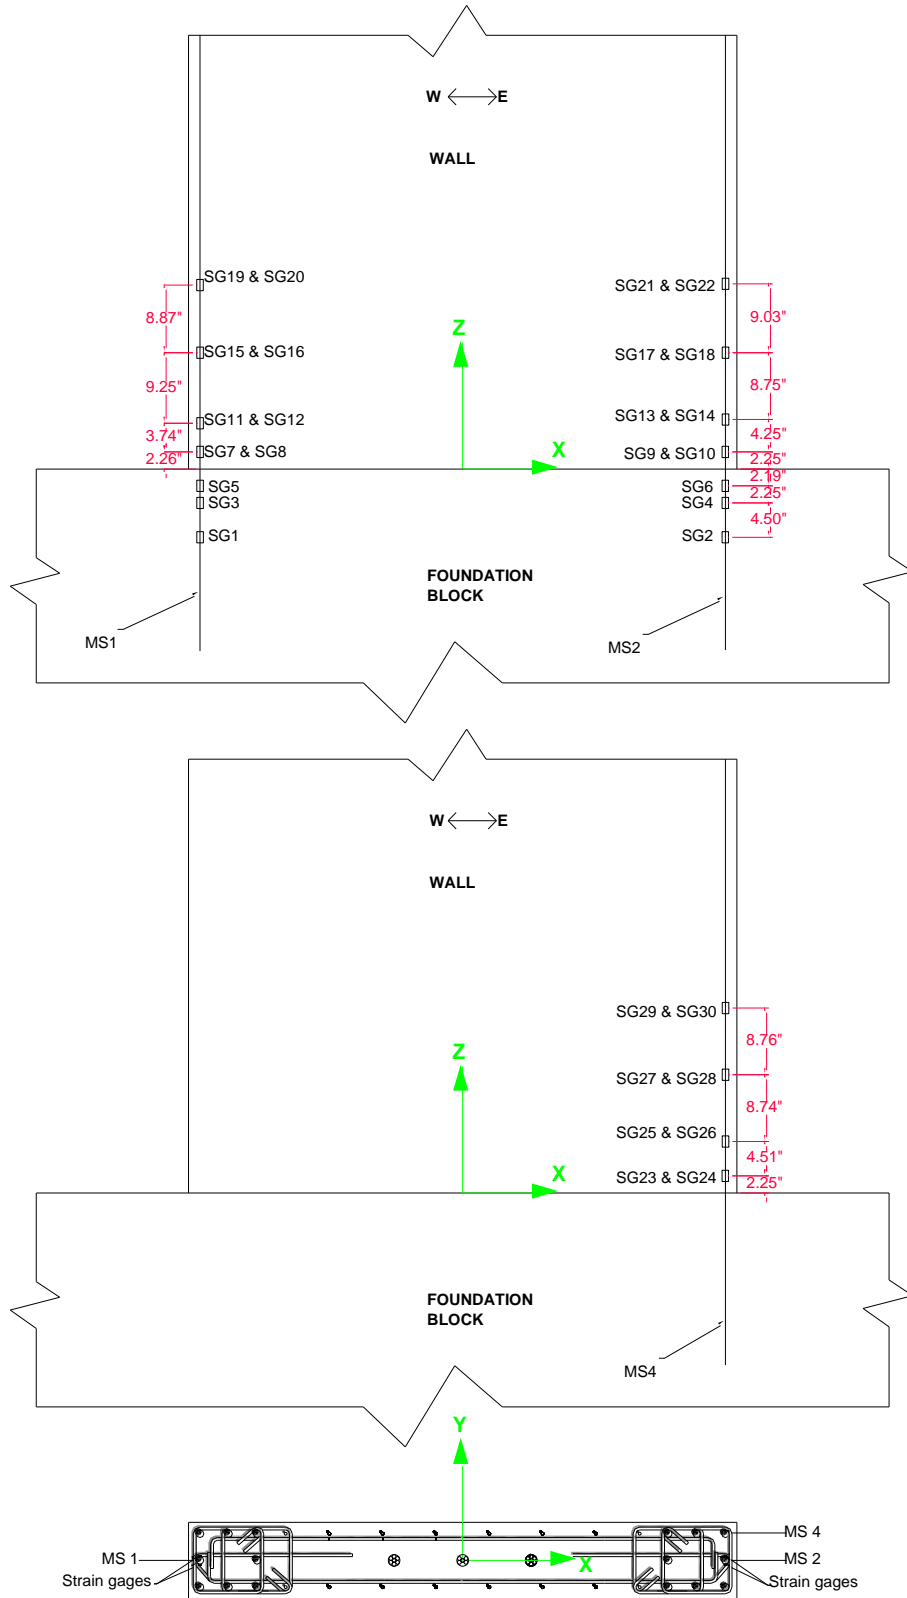 W E
WALL
SG19 & SG20
SG21 & SG22
8.87"
9.03"
Z
SG15 & SG16
SG17 & SG18
9.25"
8.75"
SG11 & SG12
SG13 & SG14
3.74"
4.25"
SG7 & SG8
X
SG9 & SG10
2.26"
2.25"
2.19"
SG5
SG6
2.25"
SG3
SG4
4.50"
SG1
SG2
FOUNDATION
BLOCK
MS1
MS2
W E
WALL
SG29 & SG30
8.76"
Z
SG27 & SG28
8.74"
SG25 & SG26
4.51"
X
SG23 & SG24
2.25"
FOUNDATION
BLOCK
MS4
Y
MS 4
MS 1
MS 2
X
Strain gages
Strain gages